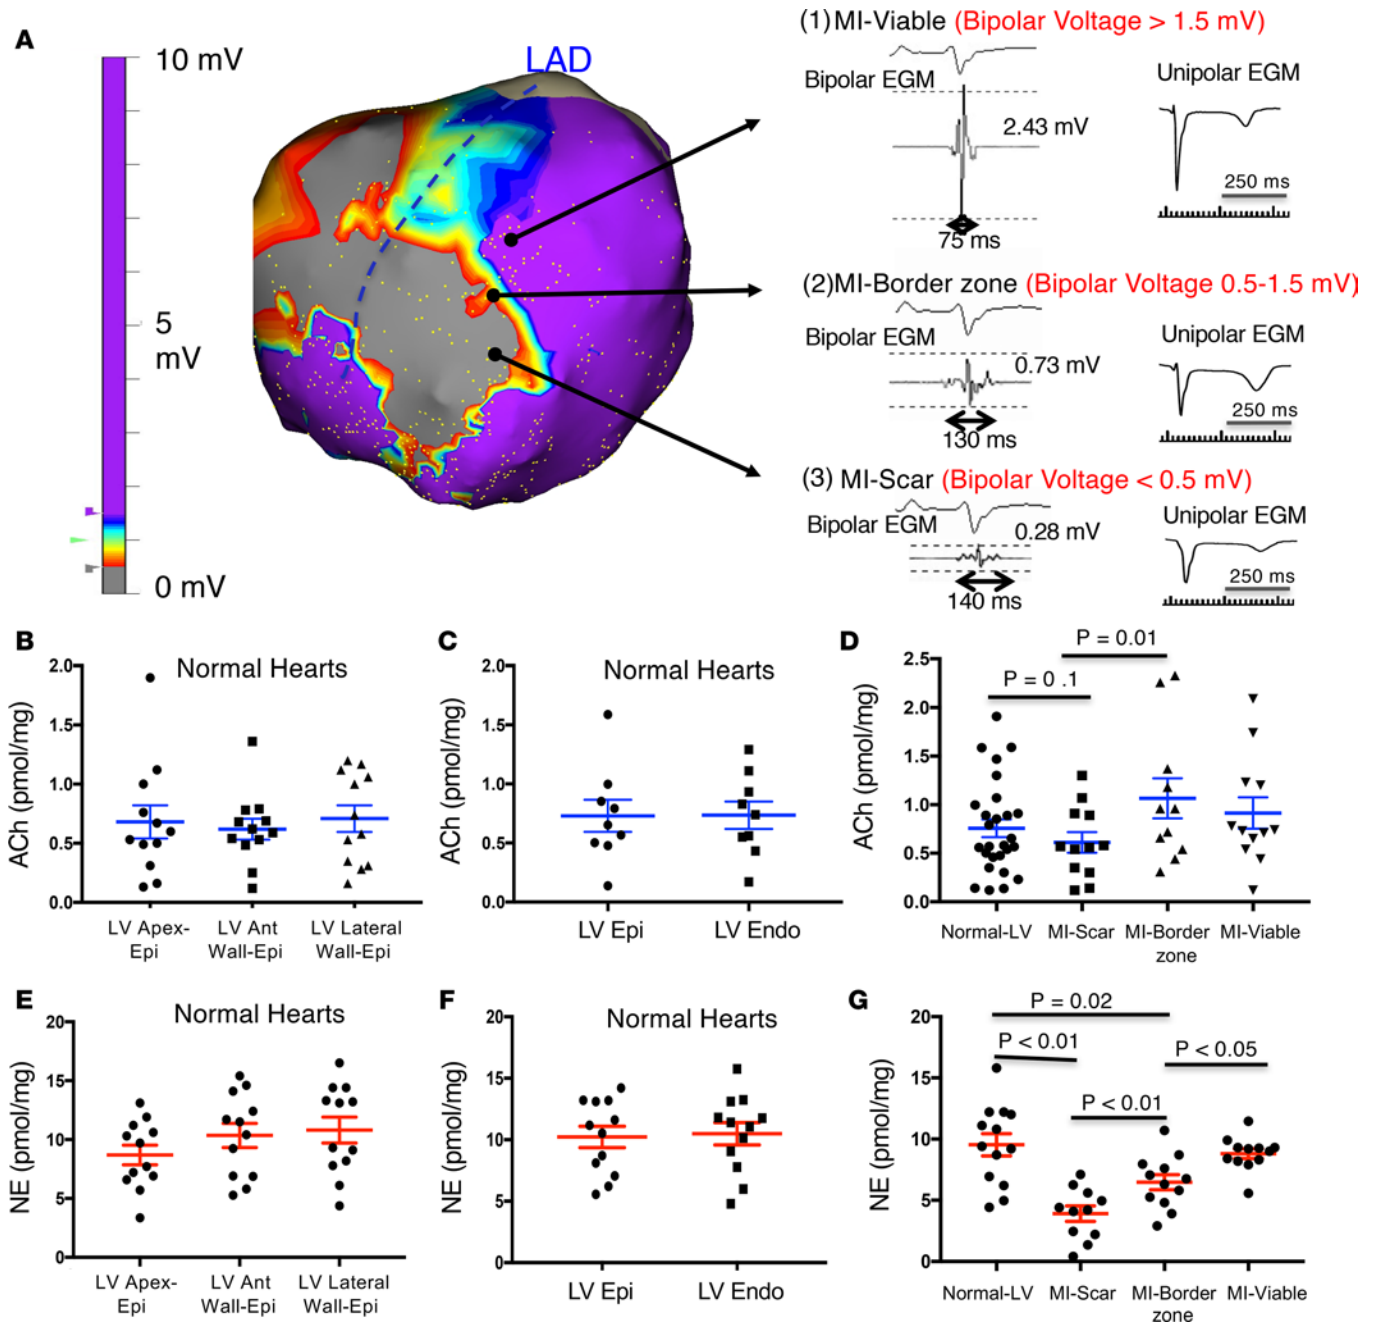 A
10 mV
5
mV
0 mV
LAD
(1) MI-Viable (Bipolar Voltage > 1.5 mV)
Bipolar EGM
2.43 mV
75 ms
Unipolar EGM
250 ms
(2) MI-Border zone (Bipolar Voltage 0.5-1.5 mV)
Bipolar EGM
0.73 mV
130 ms
Unipolar EGM
250 ms
(3) MI-Scar (Bipolar Voltage < 0.5 mV)
Bipolar EGM
0.28 mV
140 ms
Unipolar EGM
250 ms
B
Normal Hearts
ACh (pmol/mg)
2.0
1.5
1.0
0.5
0.0
LV Apex-
Epi
LV Ant
Wall-Epi
LV Lateral
Wall-Epi
C
Normal Hearts
ACh (pmol/mg)
2.0
1.5
1.0
0.5
0.0
LV Epi
LV Endo
D
P = 0.01
P = 0 .1
ACh (pmol/mg)
2.5
2.0
1.5
1.0
0.5
0.0
Normal-LV
MI-Scar
MI-Border
zone
MI-Viable
E
Normal Hearts
NE (pmol/mg)
20
15
10
5
0
LV Apex-
Epi
LV Ant
Wall-Epi
LV Lateral
Wall-Epi
F
Normal Hearts
NE (pmol/mg)
20
15
10
5
0
LV Epi
LV Endo
G
P = 0.02
P < 0.01
P < 0.05
P < 0.01
NE (pmol/mg)
20
15
10
5
0
Normal-LV
MI-Scar
MI-Border
zone
MI-Viable